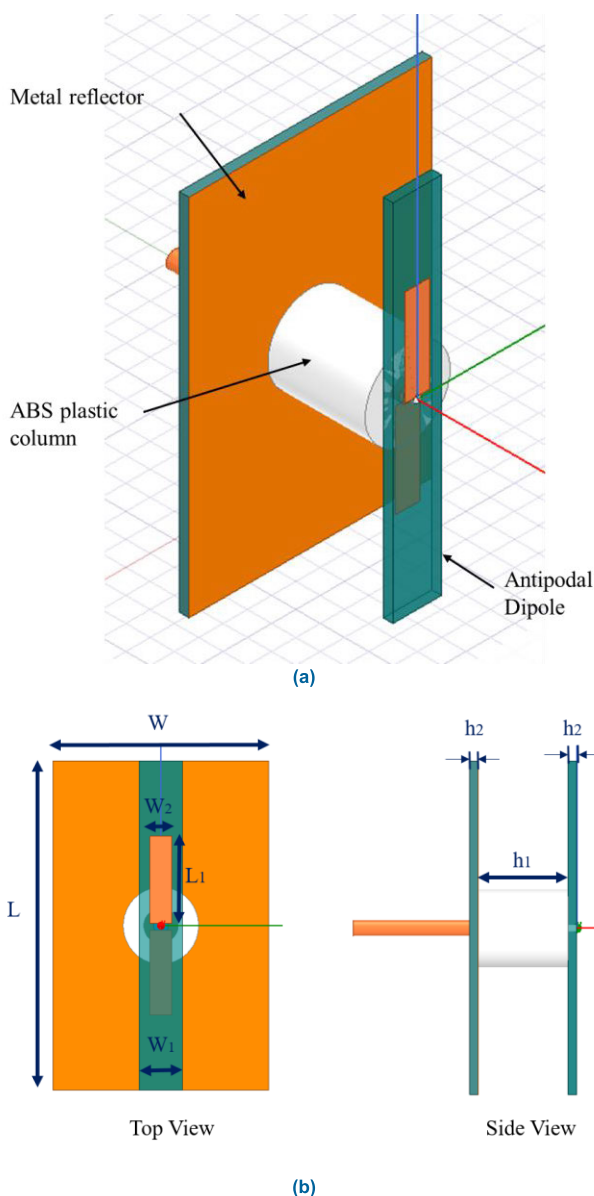 Metal reflector
ABS plastic
column
Antipodal
Dipole
(a)
W
h2
h2
W2
L1
h1
L
W1
Top View
Side View
(b)